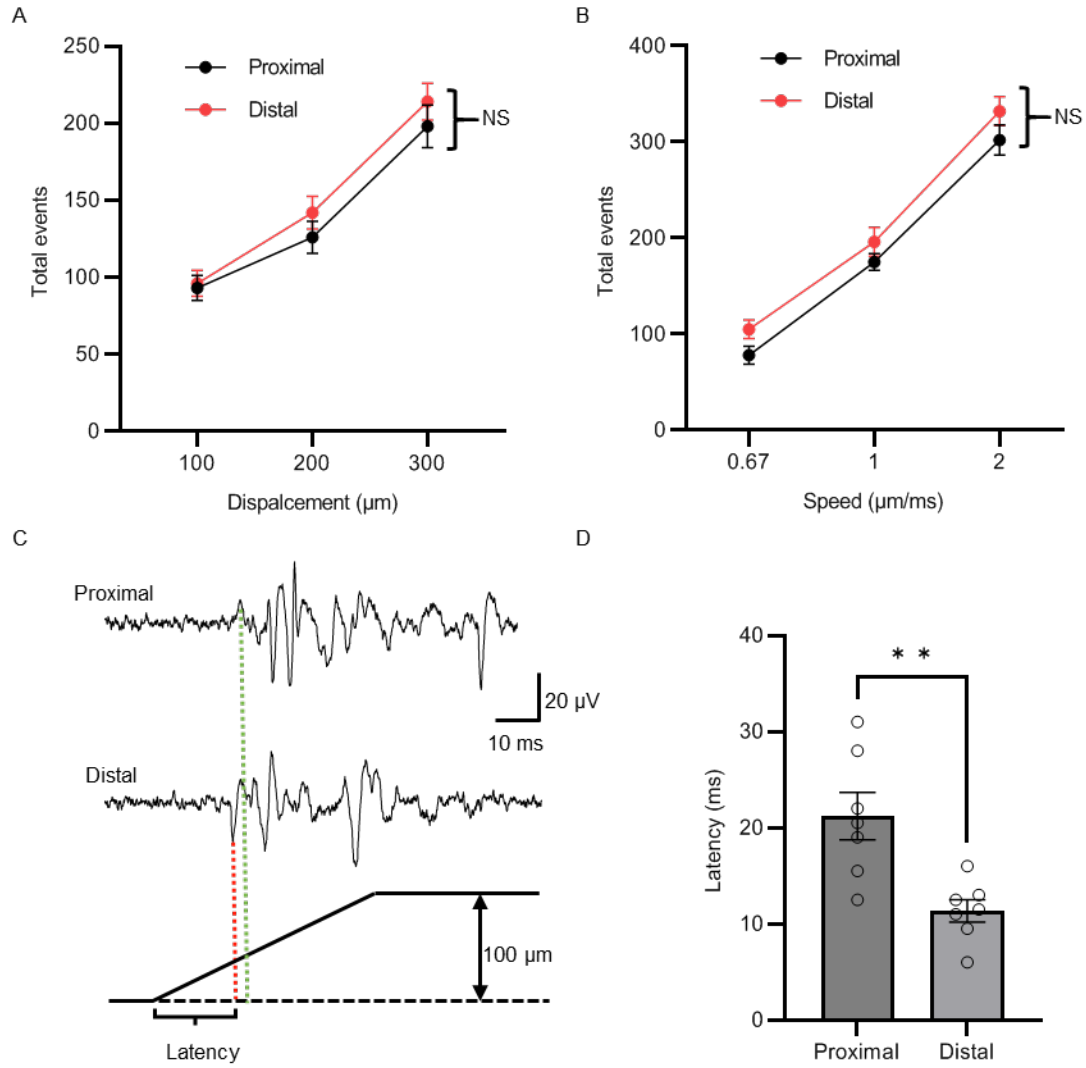 A
250
200
150
100
50
0
Total events
Proximal
Distal
NS
100
200
300
Dispalcement (µm)
B
400
300
200
100
0
Total events
Proximal
Distal
NS
0.67
1
2
Speed (µm/ms)
C
Proximal
20 µV
10 ms
Distal
100 µm
Latency
D
40
30
20
10
0
Latency (ms)
* *
Proximal
Distal